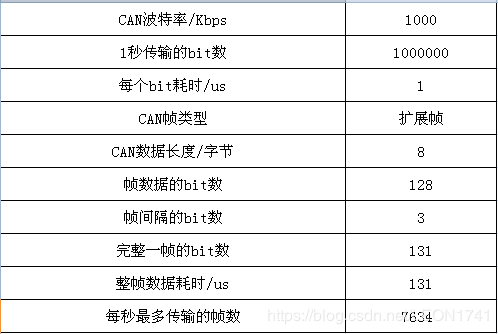 CAN波特率/Kbps 1000
1秒传输的bit数 1000000
每个bit耗时/us 1
CAN帧类型 扩展帧
CAN数据长度/字节 8
帧数据的bit数 128
帧间隔的bit数 3
完整一帧的bit数 131
整帧数据耗时/us 131
每秒最多传输的帧数 7634
https://blog.csdn.net/
ON1741